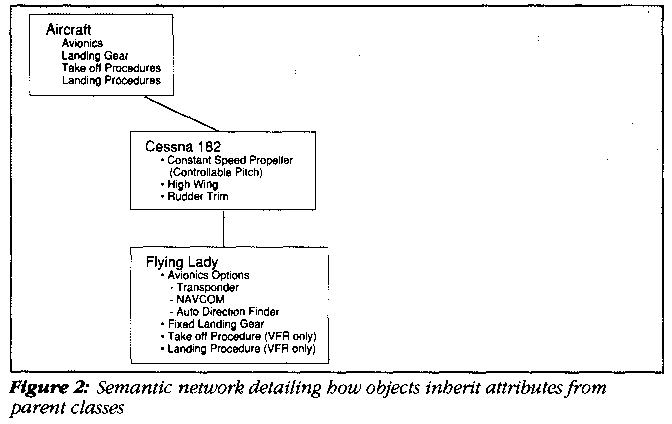 Aircraft
Avionics
Landing Gear
Take off Procedures
Landing Procedures
Cessna 182
• Constant Speed Propeller
(Controllable Pitch)
• High Wing
• Rudder Trim
Flying Lady
• Avionics Options
- Transponder
- NAVCOM
- Auto Direction Finder
• Fixed Landing Gear
• Take off Procedure (VFR only)
• Landing Procedure (VFR only)
Figure 2: Semantic network detailing how objects inherit attributes from
parent classes